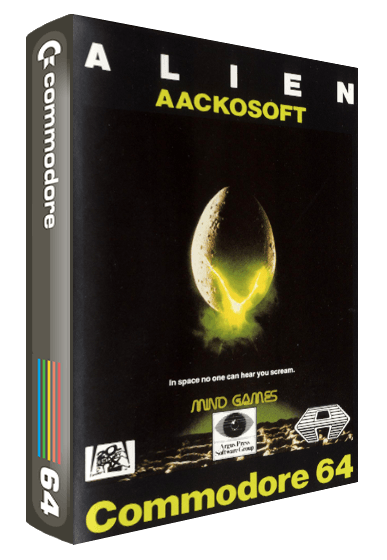 commodore
64
ALIEN
AACKOSOFT
In space no one can hear you scream.
MIND GAMES
Argus Press
Software Group
A
Commodore 64